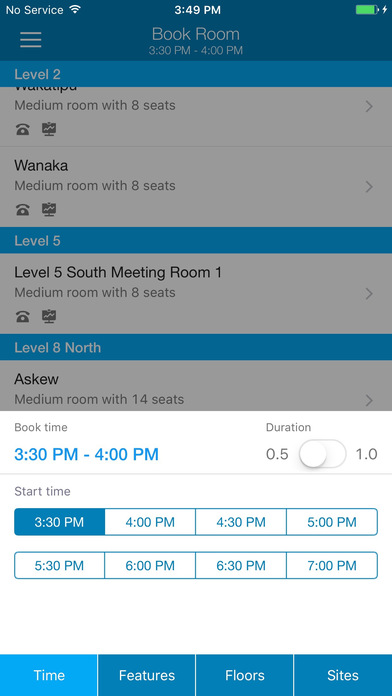 No Service 3:49 PM
Book Room
3:30 PM - 4:00 PM
Level 2
Wakatipu
Medium room with 8 seats
Wanaka
Medium room with 8 seats
Level 5
Level 5 South Meeting Room 1
Medium room with 8 seats
Level 8 North
Askew
Medium room with 14 seats
Book time Duration
3:30 PM - 4:00 PM 0.5 1.0
Start time
3:30 PM 4:00 PM 4:30 PM 5:00 PM
5:30 PM 6:00 PM 6:30 PM 7:00 PM
Time Features Floors Sites